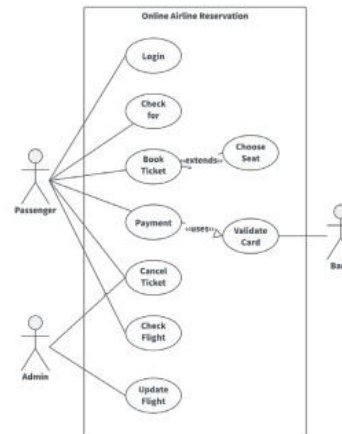 Online Airline Reservation
Login
Check
for
Book
Ticket
<<extends>>
Choose
Seat
Passenger
Payment
<<uses>>
Validate
Card
Ba
Cancel
Ticket
Check
Flight
Admin
Update
Flight